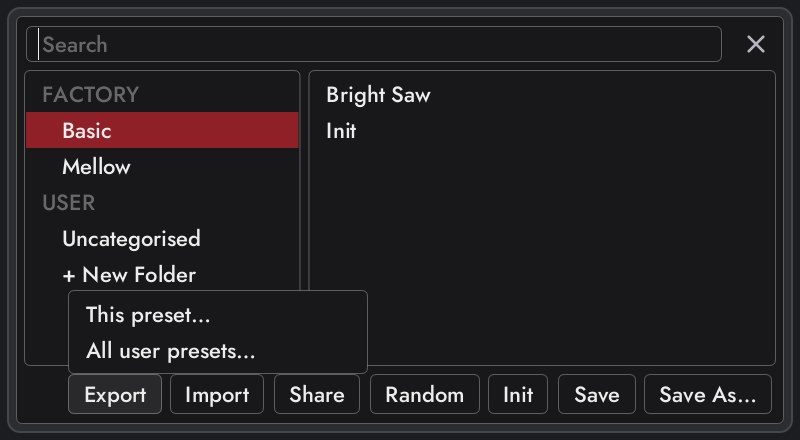 Search
FACTORY
Basic
Mellow
USER
Uncategorised
+ New Folder
Bright Saw
Init
This preset...
All user presets...
Export
Import
Share
Random
Init
Save
Save As...